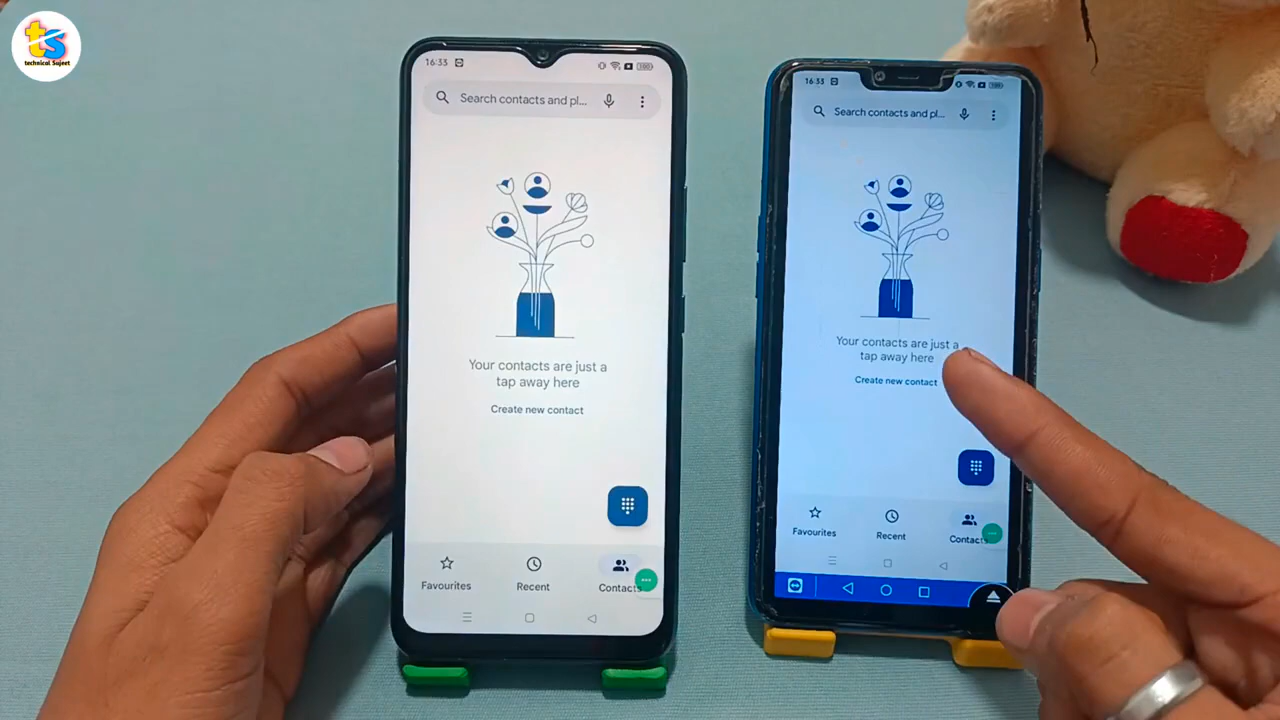 ts
technical Sujeet
16:33
Search contacts and pl...
Your contacts are just a
tap away here
Create new contact
Favourites
Recent
Contacts
16:33
Search contacts and pl...
Your contacts are just a
tap away here
Create new contact
Favourites
Recent
Contacts